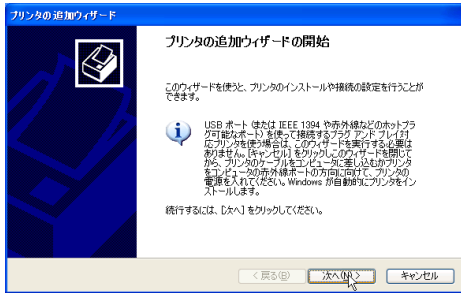 プリンタの追加ウィザード
プリンタの追加ウィザードの開始
このウィザードを使うと、プリンタのインストールや接続の設定を行うことが
できます。
USB ポート (または IEEE 1394 や赤外線などのホットプラ
グ可能なポート) を使って接続するプラグ アンド プレイ対
応プリンタを使う場合は、このウィザードを実行する必要は
ありません。[キャンセル] をクリックしこのウィザードを閉じて
から、プリンタのケーブルをコンピュータに差し込むかプリンタ
をコンピュータの赤外線ポートの方向に向けて、プリンタの
電源を入れてください。Windows が自動的にプリンタをイン
ストールします。
続行するには、[次へ] をクリックしてください。
< 戻る(B)
次へ(N) >
キャンセル